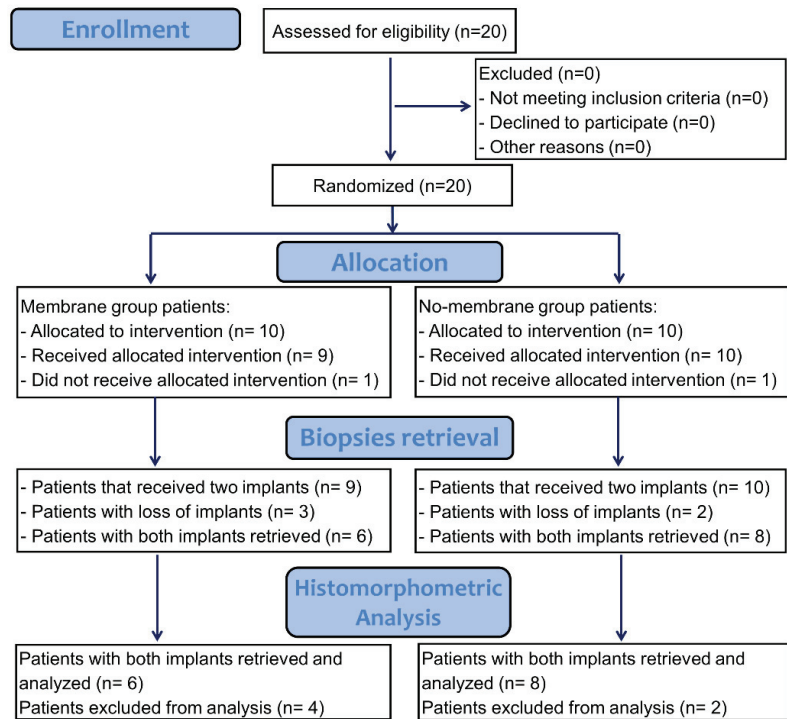 Enrollment
Assessed for eligibility (n=20)
Excluded (n=0)
- Not meeting inclusion criteria (n=0)
- Declined to participate (n=0)
- Other reasons (n=0)
Randomized (n=20)
Allocation
Membrane group patients:
- Allocated to intervention (n= 10)
- Received allocated intervention (n= 9)
- Did not receive allocated intervention (n= 1)
No-membrane group patients:
- Allocated to intervention (n= 10)
- Received allocated intervention (n= 10)
- Did not receive allocated intervention (n= 1)
Biopsies retrieval
- Patients that received two implants (n= 9)
- Patients with loss of implants (n= 3)
- Patients with both implants retrieved (n= 6)
- Patients that received two implants (n= 10)
- Patients with loss of implants (n= 2)
- Patients with both implants retrieved (n= 8)
Histomorphometric
Analysis
Patients with both implants retrieved and
analyzed (n= 6)
Patients excluded from analysis (n= 4)
Patients with both implants retrieved and
analyzed (n= 8)
Patients excluded from analysis (n= 2)